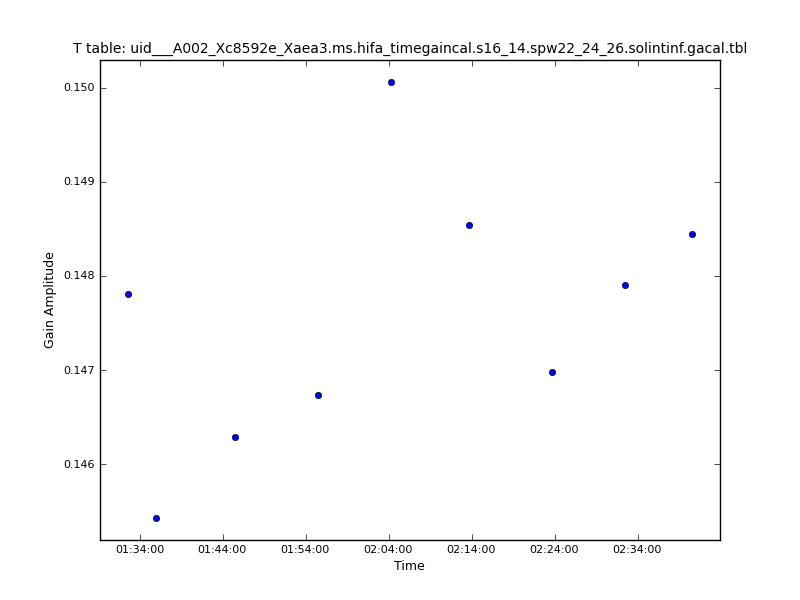 T table: uid___A002_Xc8592e_Xaea3.ms.hifa_timegaincal.s16_14.spw22_24_26.solintinf.gacal.tbl
0.150
0.149
0.148
0.147
0.146
Gain Amplitude
01:34:00 01:44:00 01:54:00 02:04:00 02:14:00 02:24:00 02:34:00
Time